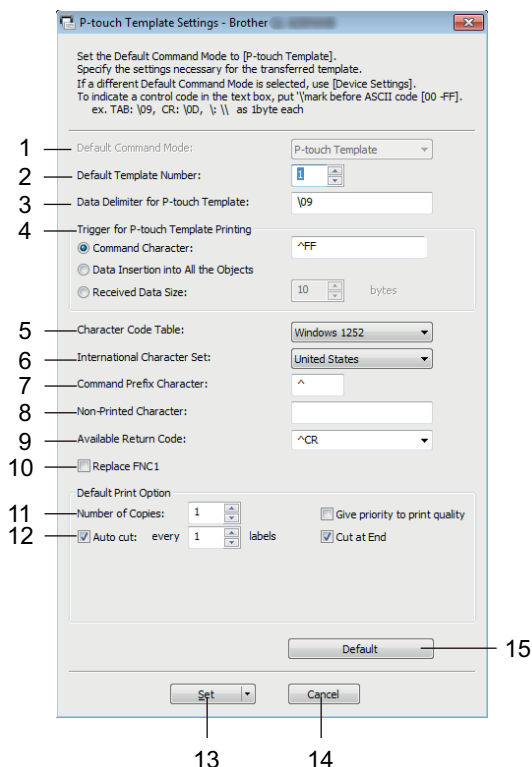 P-touch Template Settings - Brother
Set the Default Command Mode to [P-touch Template].
Specify the settings necessary for the transferred template.
If a different Default Command Mode is selected, use [Device Settings].
To indicate a control code in the text box, put '\'mark before ASCII code [00 -FF].
ex. TAB: \09, CR: \0D, \: \\ as 1byte each
1 Default Command Mode: P-touch Template
2 Default Template Number: 1
3 Data Delimiter for P-touch Template: \09
4 Trigger for P-touch Template Printing
Command Character: ^FF
Data Insertion into All the Objects
Received Data Size: 10 bytes
5 Character Code Table: Windows 1252
6 International Character Set: United States
7 Command Prefix Character: ^
8 Non-Printed Character:
9 Available Return Code: ^CR
10 Replace FNC1
Default Print Option
11 Number of Copies: 1 Give priority to print quality
12 Auto cut: every 1 labels Cut at End
Default 15
Set Cancel
13 14